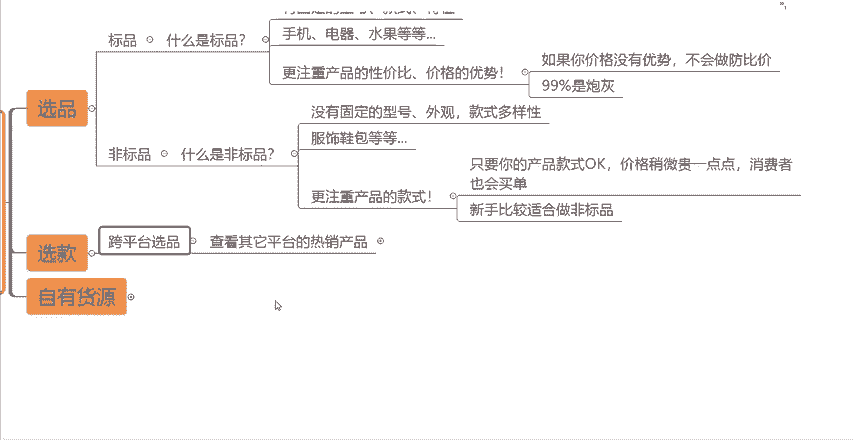 标品
什么是标品？
手机、电器、水果等等...
更注重产品的性价比、价格的优势！
如果你价格没有优势，不会做防比价
99%是炮灰
选品
没有固定的型号、外观，款式多样性
服饰鞋包等等...
非标品
什么是非标品？
只要你的产品款式OK，价格稍微贵一点点，消费者
也会买单
更注重产品的款式！
新手比较适合做非标品
选款
跨平台选品
查看其它平台的热销产品
自有货源